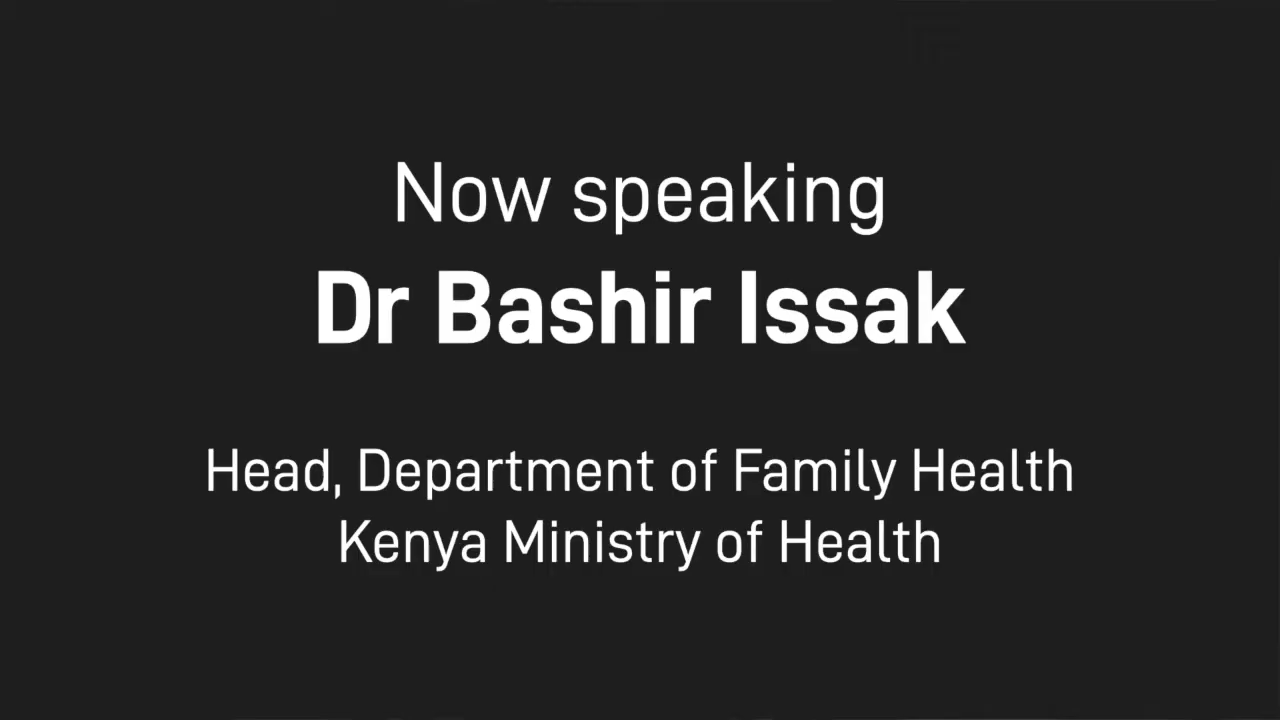 Now speaking
Dr Bashir Issak
Head, Department of Family Health
Kenya Ministry of Health